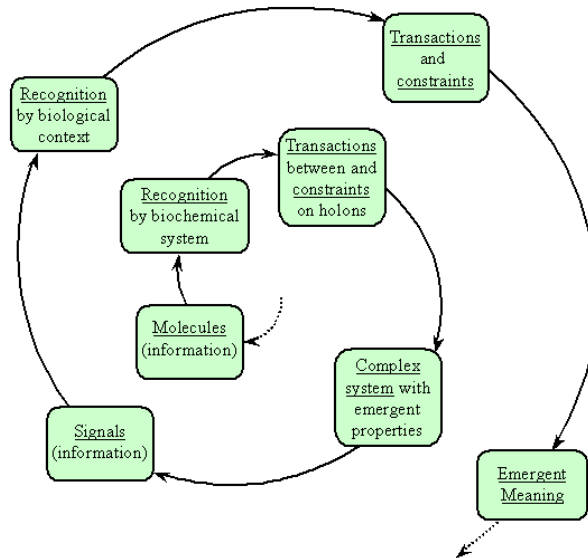 Transactions
and
constraints
Recognition
by biological
context
Transactions
between and
constraints
on holons
Recognition
by biochemical
system
Molecules
(information)
Complex
system with
emergent
properties
Signals
(information)
Emergent
Meaning